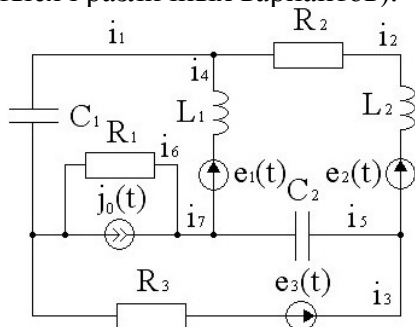 i₁
R₂
i₂
i₄
C₁
L₁
L₂
R₁
i₆
e₁(t)
C₂
e₂(t)
j₀(t)
i₇
i₅
e₃(t)
R₃
i₃